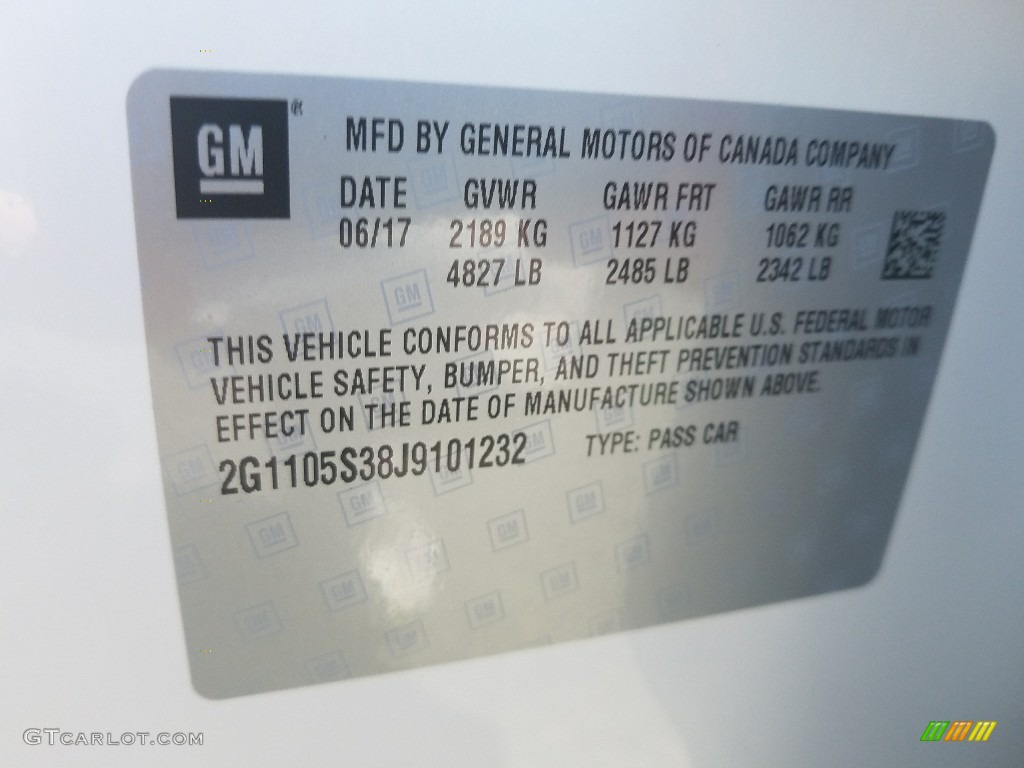 GM
MFD BY GENERAL MOTORS OF CANADA COMPANY
DATE GVWR GAWR FRT GAWR RR
06/17 2189 KG 1127 KG 1062 KG
4827 LB 2485 LB 2342 LB
THIS VEHICLE CONFORMS TO ALL APPLICABLE U.S. FEDERAL MOTOR
VEHICLE SAFETY, BUMPER, AND THEFT PREVENTION STANDARDS IN
EFFECT ON THE DATE OF MANUFACTURE SHOWN ABOVE.
2G1105S38J9101232 TYPE: PASS CAR
GTCARLOT.COM